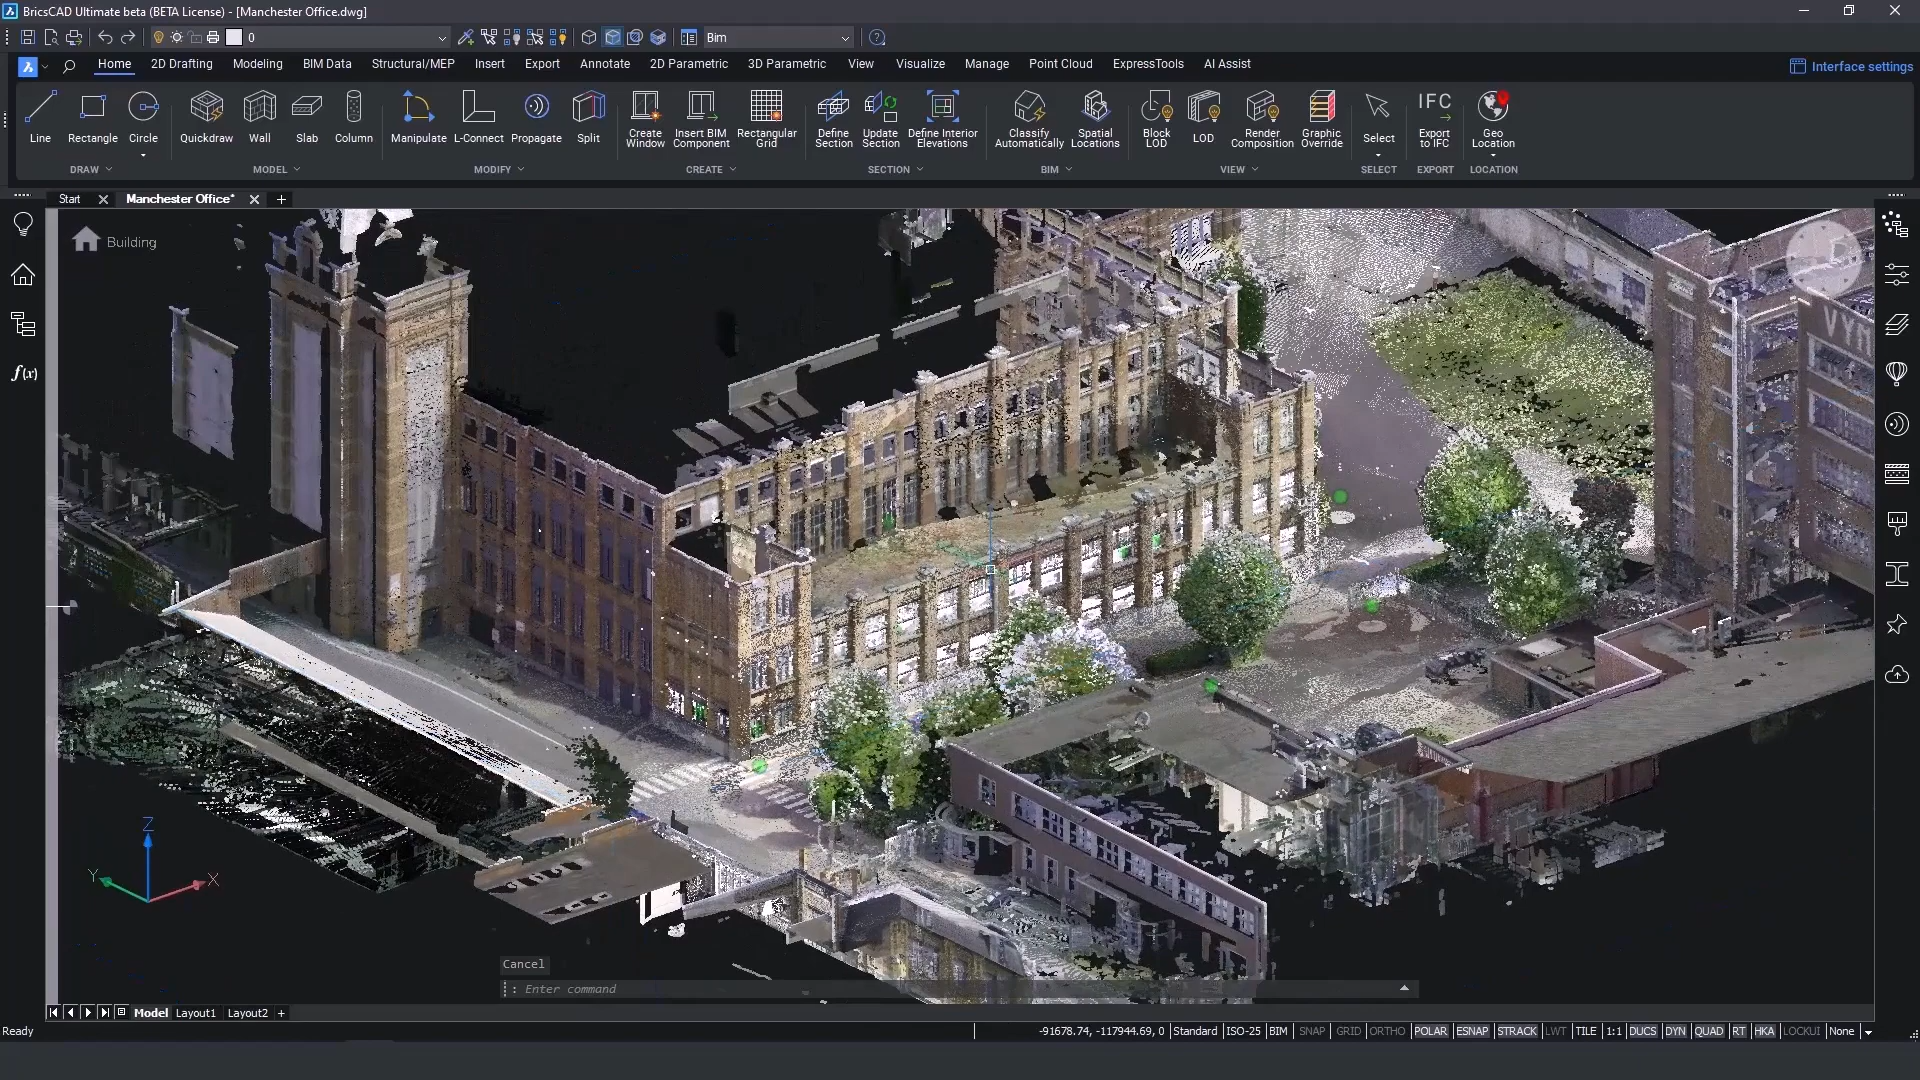 BricsCAD Ultimate beta (BETA License) - [Manchester Office.dwg]
0
Bim
Home 2D Drafting Modeling BIM Data Structural/MEP Insert Export Annotate 2D Parametric 3D Parametric View Visualize Manage Point Cloud ExpressTools AI Assist
Interface settings
Line Rectangle Circle Quickdraw Wall Slab Column Manipulate L-Connect Propagate Split Create Window Insert BIM Component Rectangular Grid Define Section Update Section Define Interior Elevations Classify Automatically Spatial Locations Block LOD LOD Render Composition Graphic Override Select IFC Export to IFC Geo Location
DRAW MODEL MODIFY CREATE SECTION BIM VIEW SELECT EXPORT LOCATION
Start Manchester Office* +
Building
f(x)
VYN
Z
Y
X
Cancel
: Enter command
Model Layout1 Layout2 +
Ready
-91678.74, -117944.69, 0 Standard ISO-25 BIM SNAP GRID ORTHO POLAR ESNAP STRACK LWT TILE 1:1 DUCS DYN QUAD RT HKA LOCKUI None